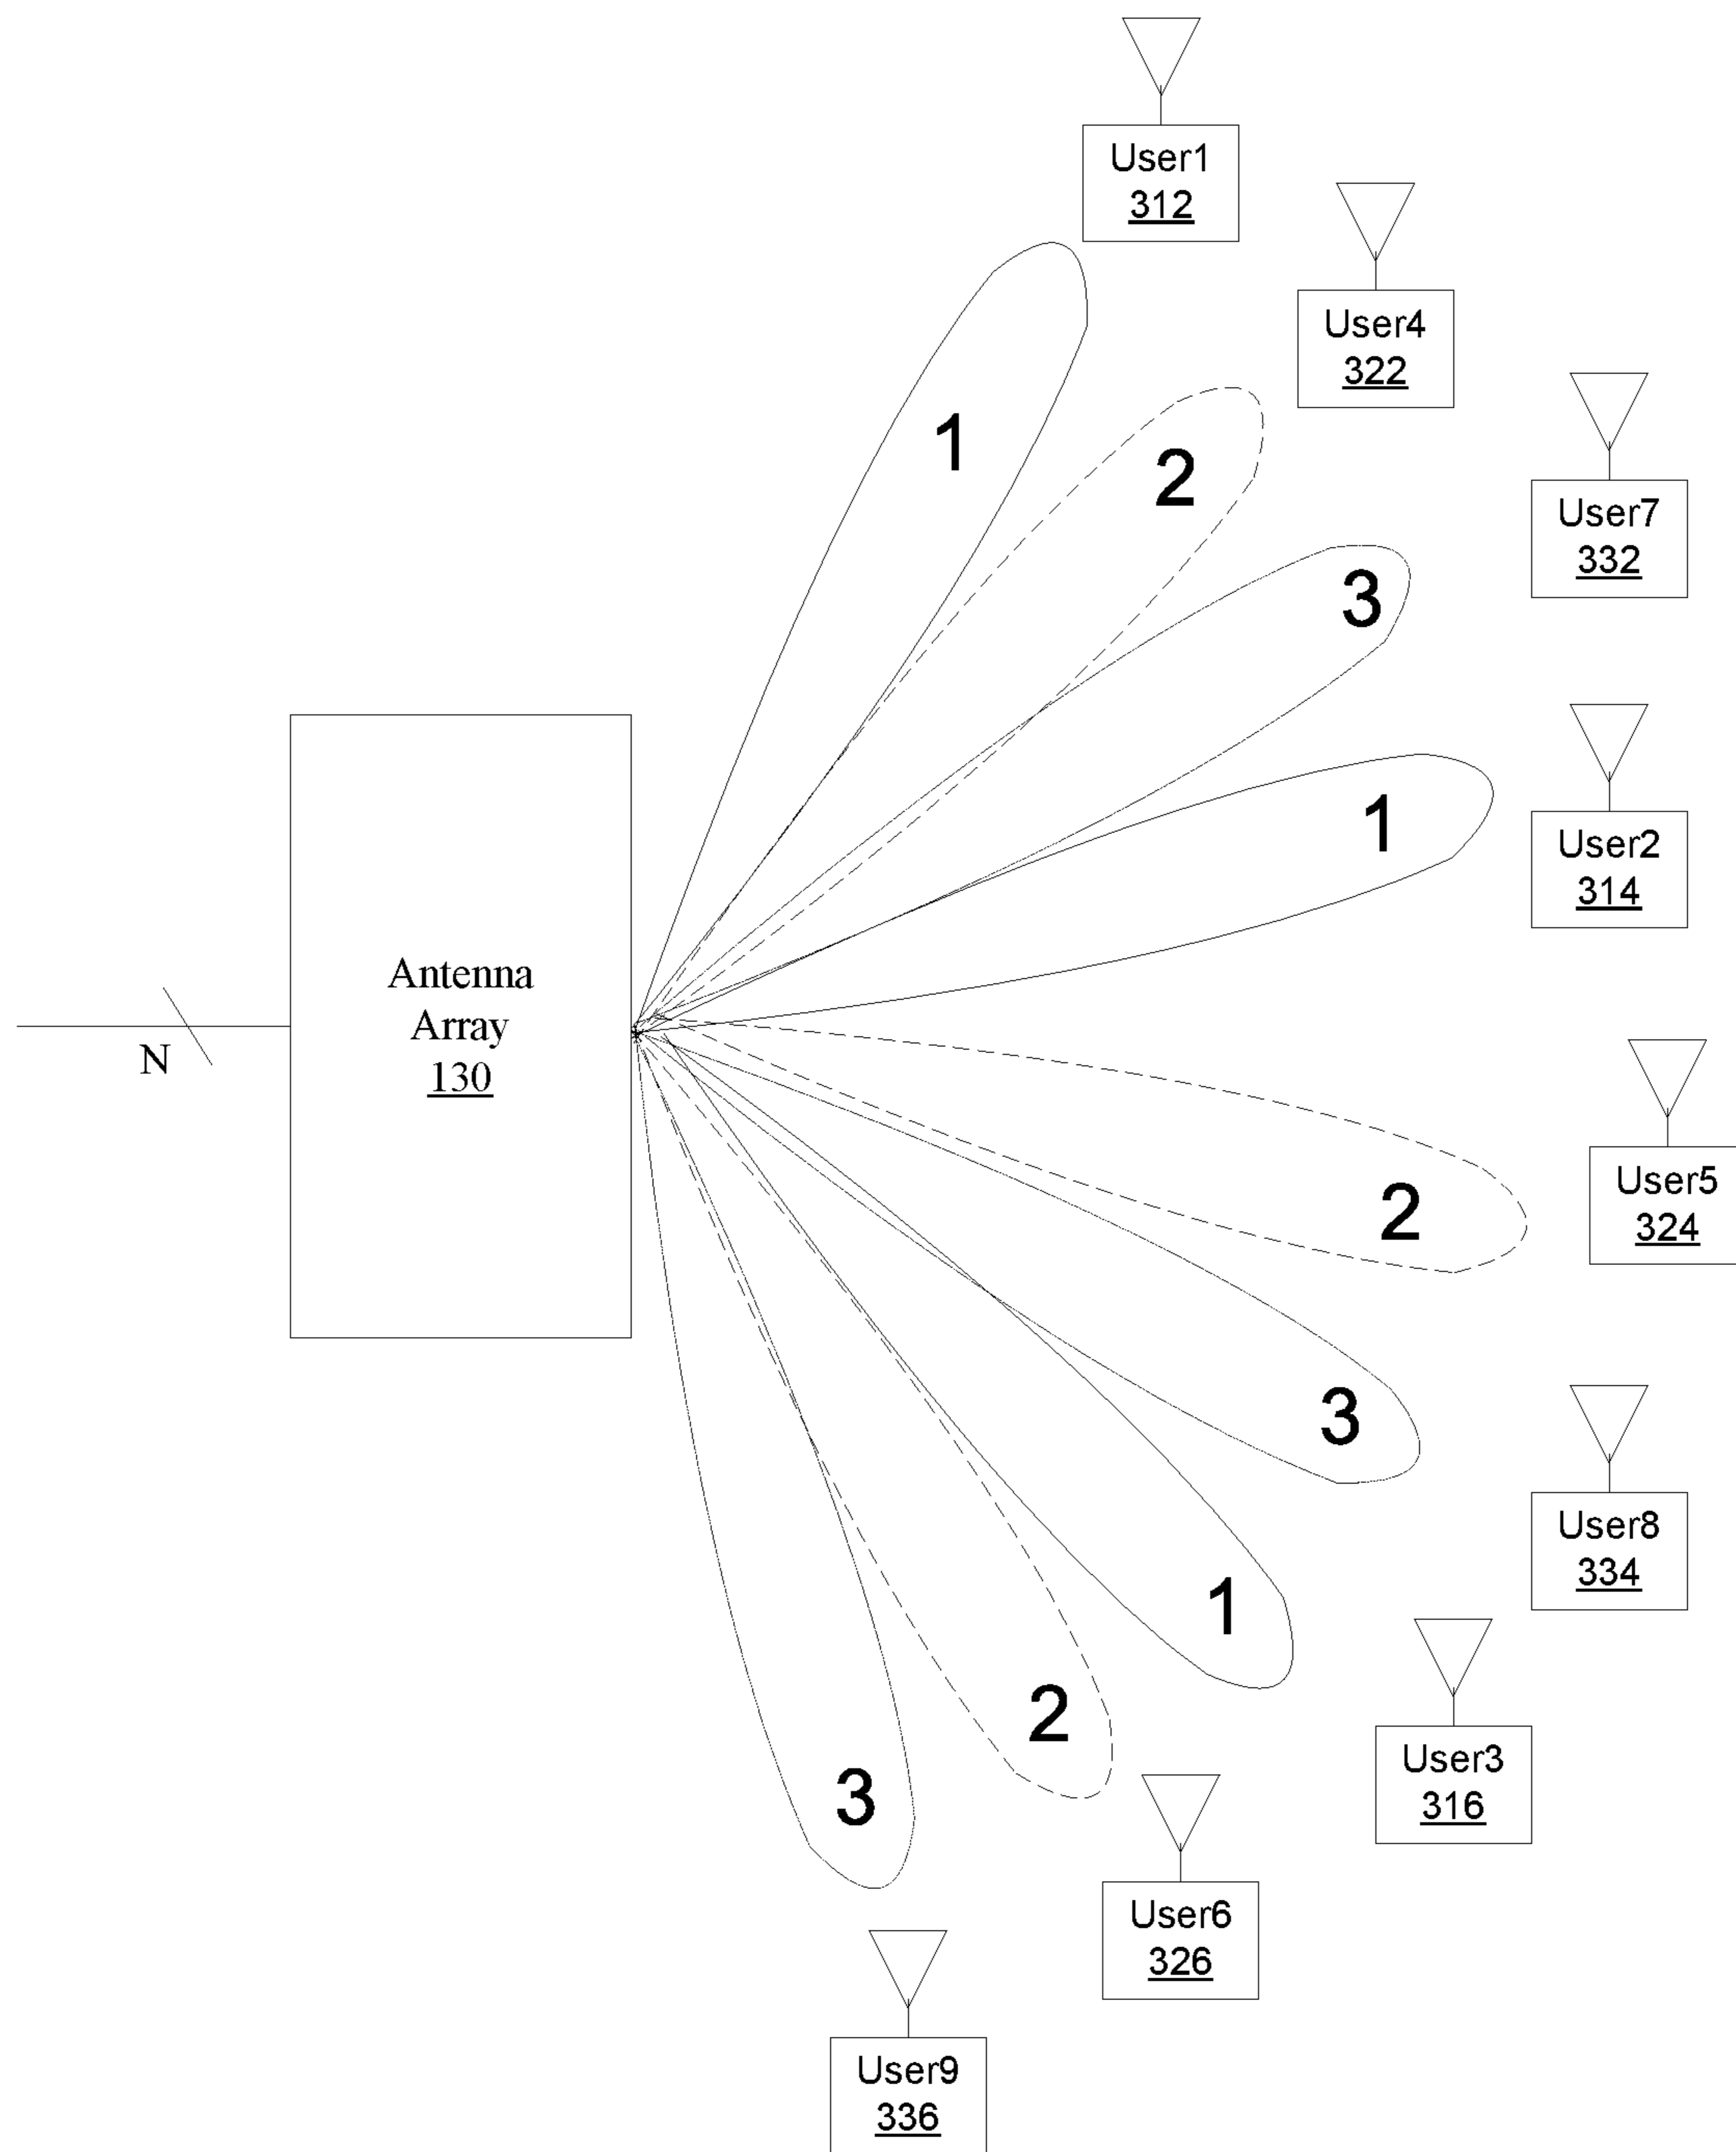 User1
312
User4
322
1
2
User7
332
3
1
User2
314
Antenna
Array
130
N
User5
324
2
3
User8
334
1
2
User3
316
3
User6
326
User9
336